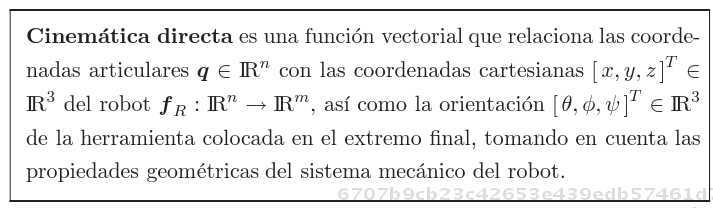 Cinemática directa es una función vectorial que relaciona las coorde-
nadas articulares q ∈ ℝⁿ con las coordenadas cartesianas [ x, y, z ]ᵀ ∈
ℝ³ del robot f_R : ℝⁿ → ℝᵐ, así como la orientación [ θ, ϕ, ψ ]ᵀ ∈ ℝ³
de la herramienta colocada en el extremo final, tomando en cuenta las
propiedades geométricas del sistema mecánico del robot.